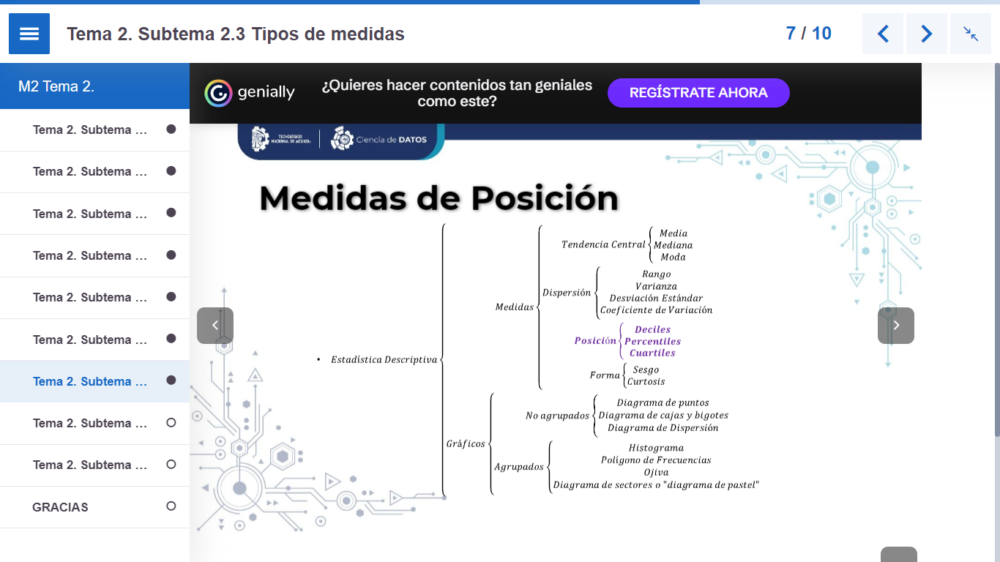 Tema 2. Subtema 2.3 Tipos de medidas
7 / 10
M2 Tema 2.
Tema 2. Subtema ...
Tema 2. Subtema ...
Tema 2. Subtema ...
Tema 2. Subtema ...
Tema 2. Subtema ...
Tema 2. Subtema ...
Tema 2. Subtema ...
Tema 2. Subtema ...
Tema 2. Subtema ...
GRACIAS
genially
¿Quieres hacer contenidos tan geniales
como este?
REGÍSTRATE AHORA
TECNOLÓGICO
NACIONAL DE MÉXICO
Ciencia de DATOS
Medidas de Posición
• Estadística Descriptiva
Medidas
Tendencia Central
Media
Mediana
Moda
Dispersión
Rango
Varianza
Desviación Estándar
Coeficiente de Variación
Posición
Deciles
Percentiles
Cuartiles
Forma
Sesgo
Curtosis
Gráficos
No agrupados
Diagrama de puntos
Diagrama de cajas y bigotes
Diagrama de Dispersión
Agrupados
Histograma
Polígono de Frecuencias
Ojiva
Diagrama de sectores o "diagrama de pastel"